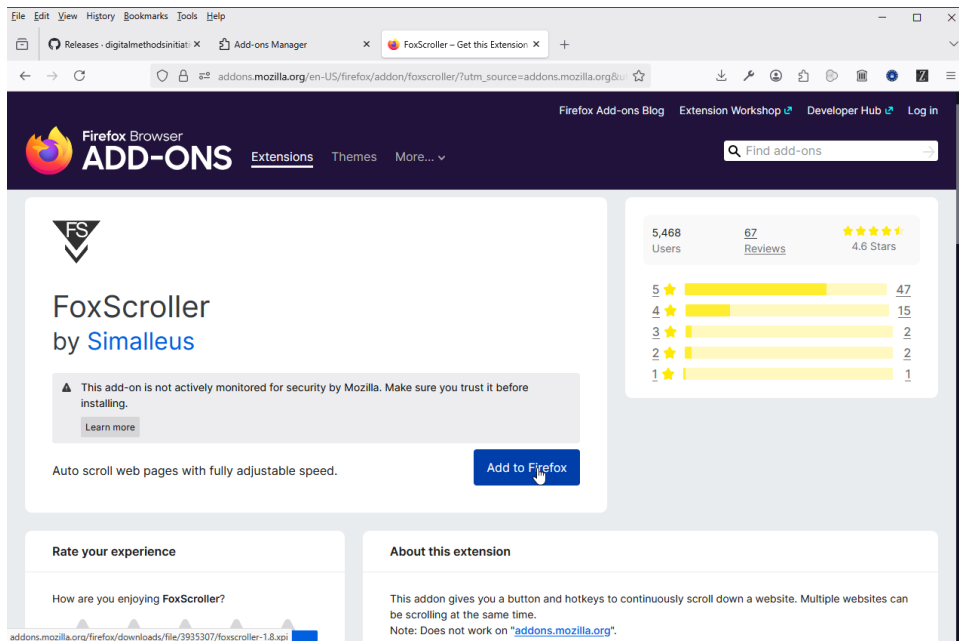 File Edit View History Bookmarks Tools Help
Releases · digitalmethodsinitiati
Add-ons Manager
FoxScroller – Get this Extension
addons.mozilla.org/en-US/firefox/addon/foxscroller/?utm_source=addons.mozilla.org&u
Firefox Add-ons Blog Extension Workshop Developer Hub Log in
Firefox Browser
ADD-ONS
Extensions Themes More...
Find add-ons
FS
FoxScroller
by Simalleus
This add-on is not actively monitored for security by Mozilla. Make sure you trust it before
installing.
Learn more
Auto scroll web pages with fully adjustable speed.
Add to Firefox
5,468
Users
67
Reviews
4.6 Stars
5 47
4 15
3 2
2 2
1 1
Rate your experience
How are you enjoying FoxScroller?
About this extension
This addon gives you a button and hotkeys to continuously scroll down a website. Multiple websites can
be scrolling at the same time.
Note: Does not work on "addons.mozilla.org".
addons.mozilla.org/firefox/downloads/file/3935307/foxscroller-1.8.xpi